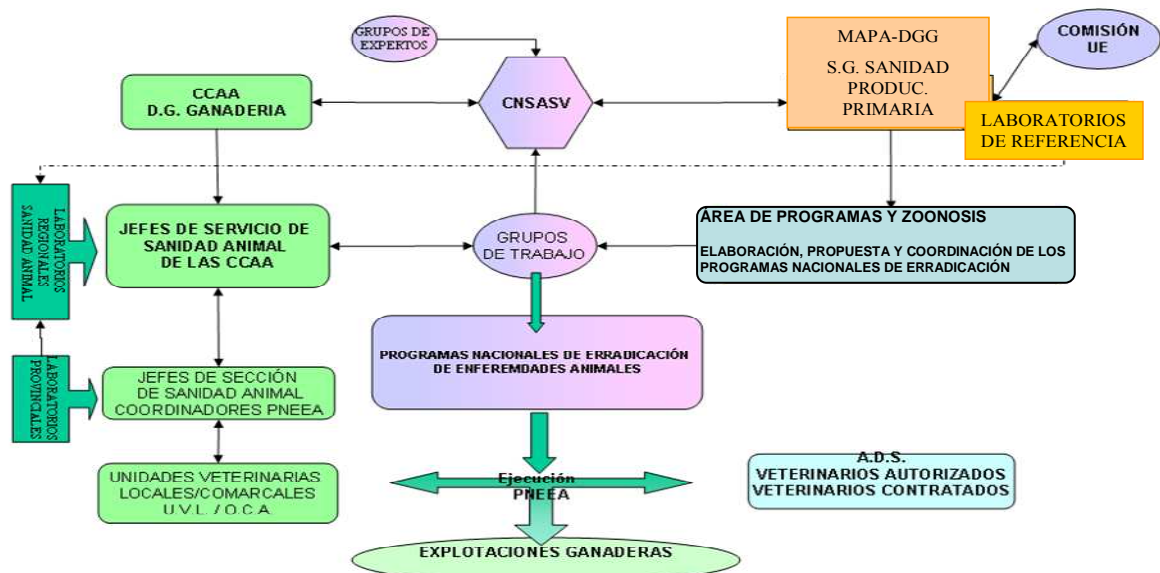 GRUPOS DE
EXPERTOS
MAPA-DGG
S.G. SANIDAD
PRODUC.
PRIMARIA
COMISIÓN
UE
CCAA
D.G. GANADERIA
CNSASV
LABORATORIOS
DE REFERENCIA
LABORATORIOS
REGIONALES
SANIDAD ANIMAL
JEFES DE SERVICIO DE
SANIDAD ANIMAL
DE LAS CCAA
GRUPOS
DE TRABAJO
ÁREA DE PROGRAMAS Y ZOONOSIS
ELABORACIÓN, PROPUESTA Y COORDINACIÓN DE LOS
PROGRAMAS NACIONALES DE ERRADICACIÓN
PROGRAMAS NACIONALES DE ERRADICACIÓN
DE ENFEREMDADES ANIMALES
LABORATORIOS
PROVINCIALES
JEFES DE SECCIÓN
DE SANIDAD ANIMAL
COORDINADORES PNEEA
UNIDADES VETERINARIAS
LOCALES/COMARCALES
U.V.L. / O.C.A.
Ejecución
PNEEA
A.D.S.
VETERINARIOS AUTORIZADOS
VETERINARIOS CONTRATADOS
EXPLOTACIONES GANADERAS